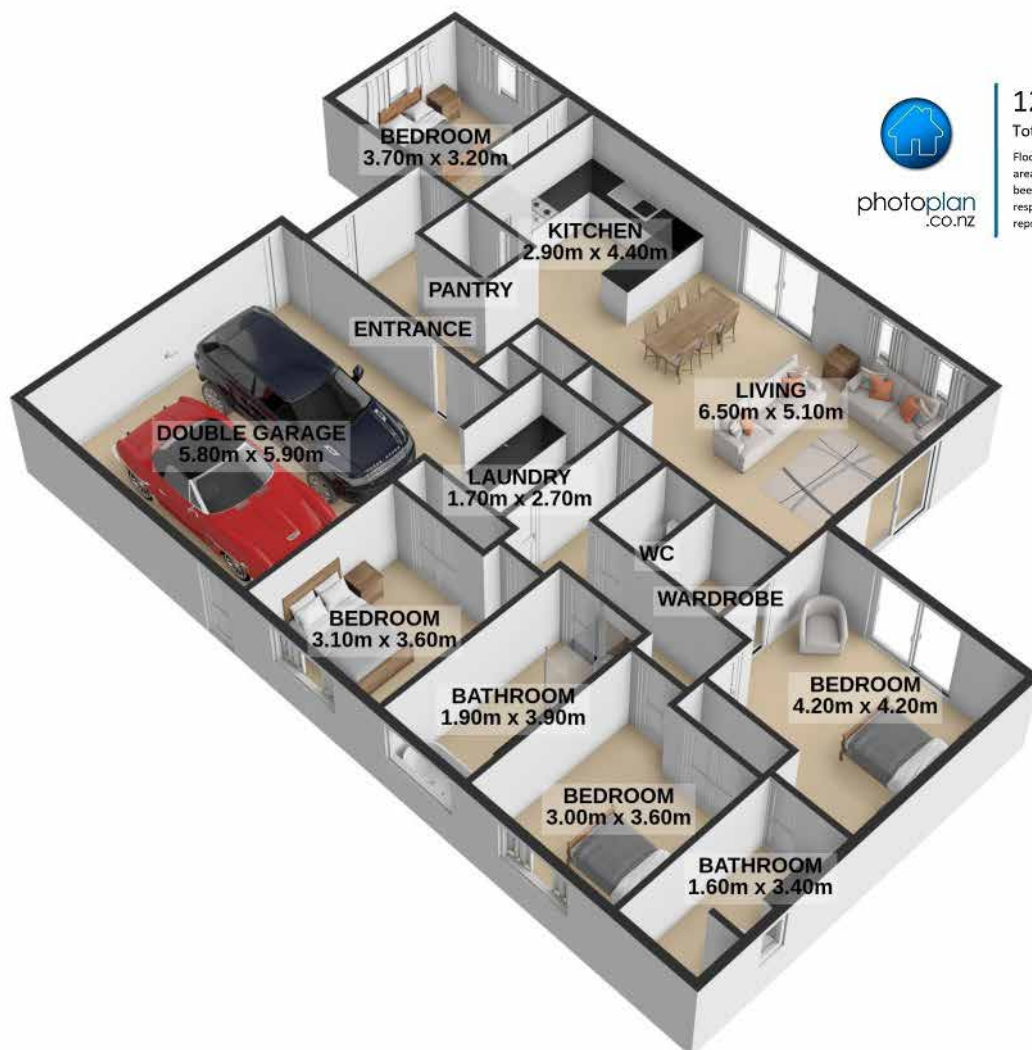 BEDROOM
3.70m x 3.20m
KITCHEN
2.90m x 4.40m
PANTRY
ENTRANCE
LIVING
6.50m x 5.10m
DOUBLE GARAGE
5.80m x 5.90m
LAUNDRY
1.70m x 2.70m
WC
WARDROBE
BEDROOM
3.10m x 3.60m
BATHROOM
1.90m x 3.90m
BEDROOM
4.20m x 4.20m
BEDROOM
3.00m x 3.60m
BATHROOM
1.60m x 3.40m
photoplan
.co.nz